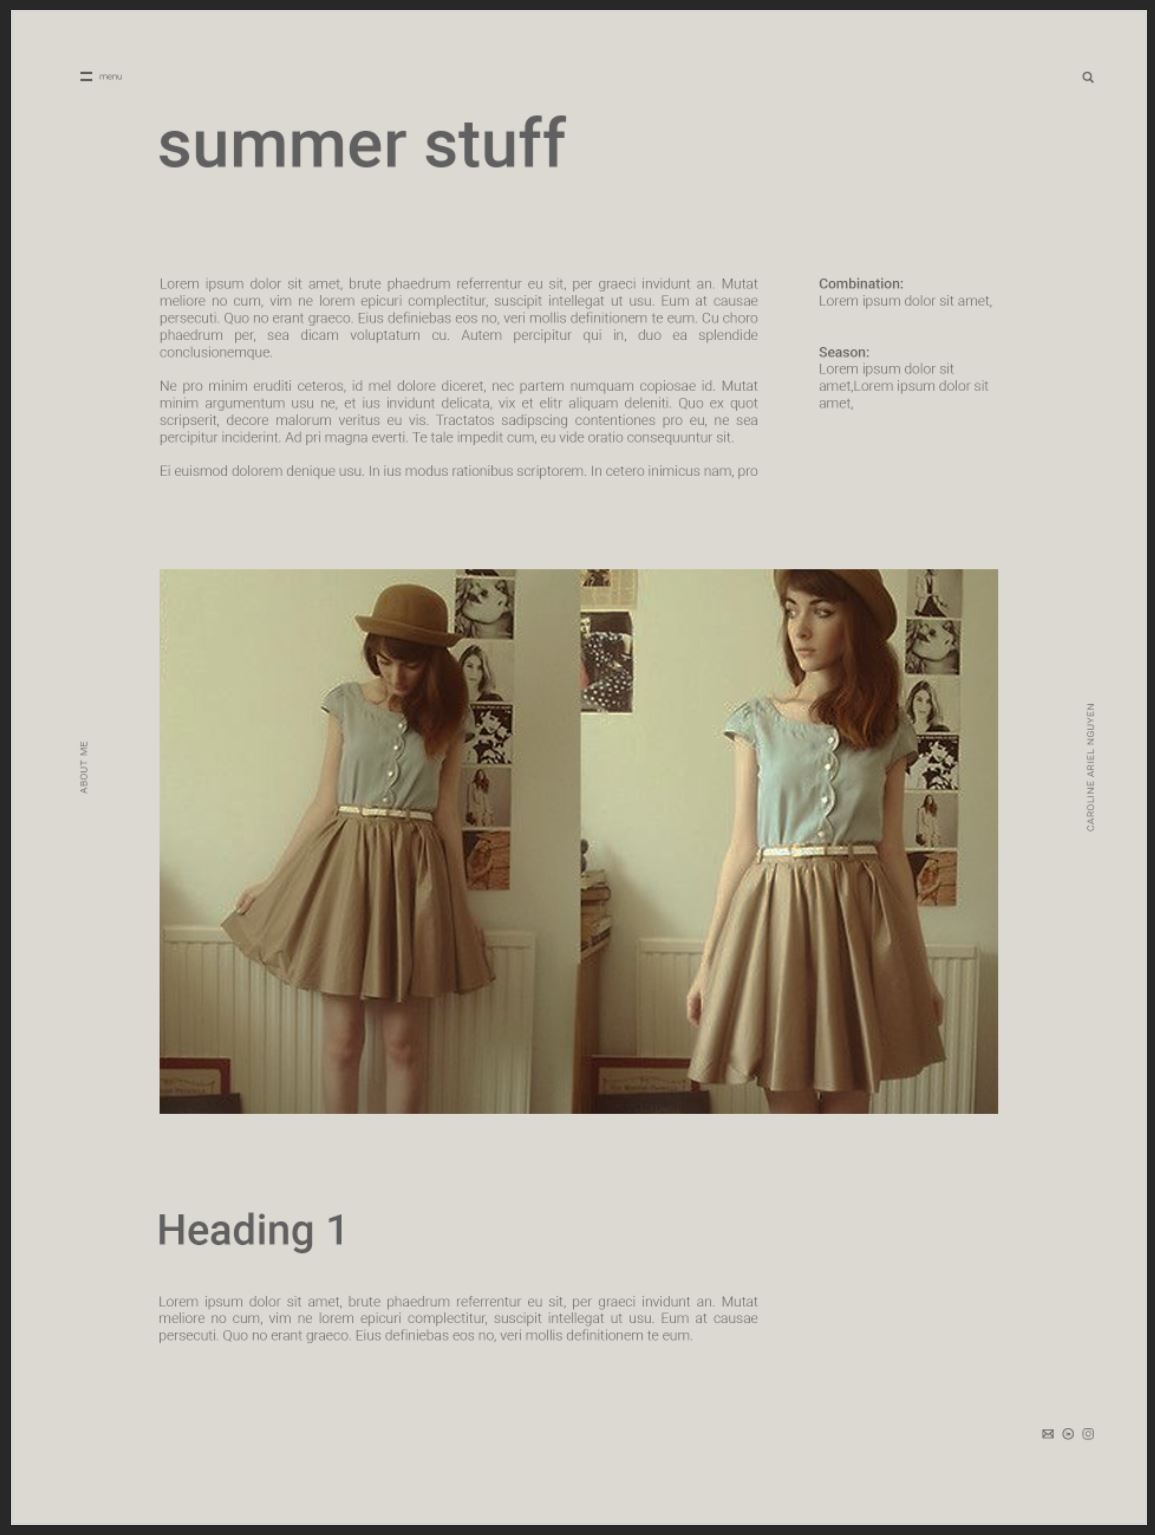 menu
summer stuff
Lorem ipsum dolor sit amet, brute phaedrum referrentur eu sit, per graeci invidunt an. Mutat
meliore no cum, vim ne lorem epicuri complectitur, suscipit intellegat ut usu. Eum at causae
persecuti. Quo no erant graeco. Eius definiebas eos no, veri mollis definitionem te eum. Cu choro
phaedrum per, sea dicam voluptatum cu. Autem percipitur qui in, duo ea splendide
conclusionemque.
Ne pro minim eruditi ceteros, id mel dolore diceret, nec partem numquam copiosae id. Mutat
minim argumentum usu ne, et ius invidunt delicata, vix et elitr aliquam deleniti. Quo ex quot
scripserit, decore malorum veritus eu vis. Tractatos sadipscing contentiones pro eu, ne sea
percipitur inciderint. Ad pri magna everti. Te tale impedit cum, eu vide oratio consequuntur sit.
Ei euismod dolorem denique usu. In ius modus rationibus scriptorem. In cetero inimicus nam, pro
Combination:
Lorem ipsum dolor sit amet,
Season:
Lorem ipsum dolor sit
amet,Lorem ipsum dolor sit
amet,
ABOUT ME
CAROLINE ARIEL NGUYEN
Heading 1
Lorem ipsum dolor sit amet, brute phaedrum referrentur eu sit, per graeci invidunt an. Mutat
meliore no cum, vim ne lorem epicuri complectitur, suscipit intellegat ut usu. Eum at causae
persecuti. Quo no erant graeco. Eius definiebas eos no, veri mollis definitionem te eum.